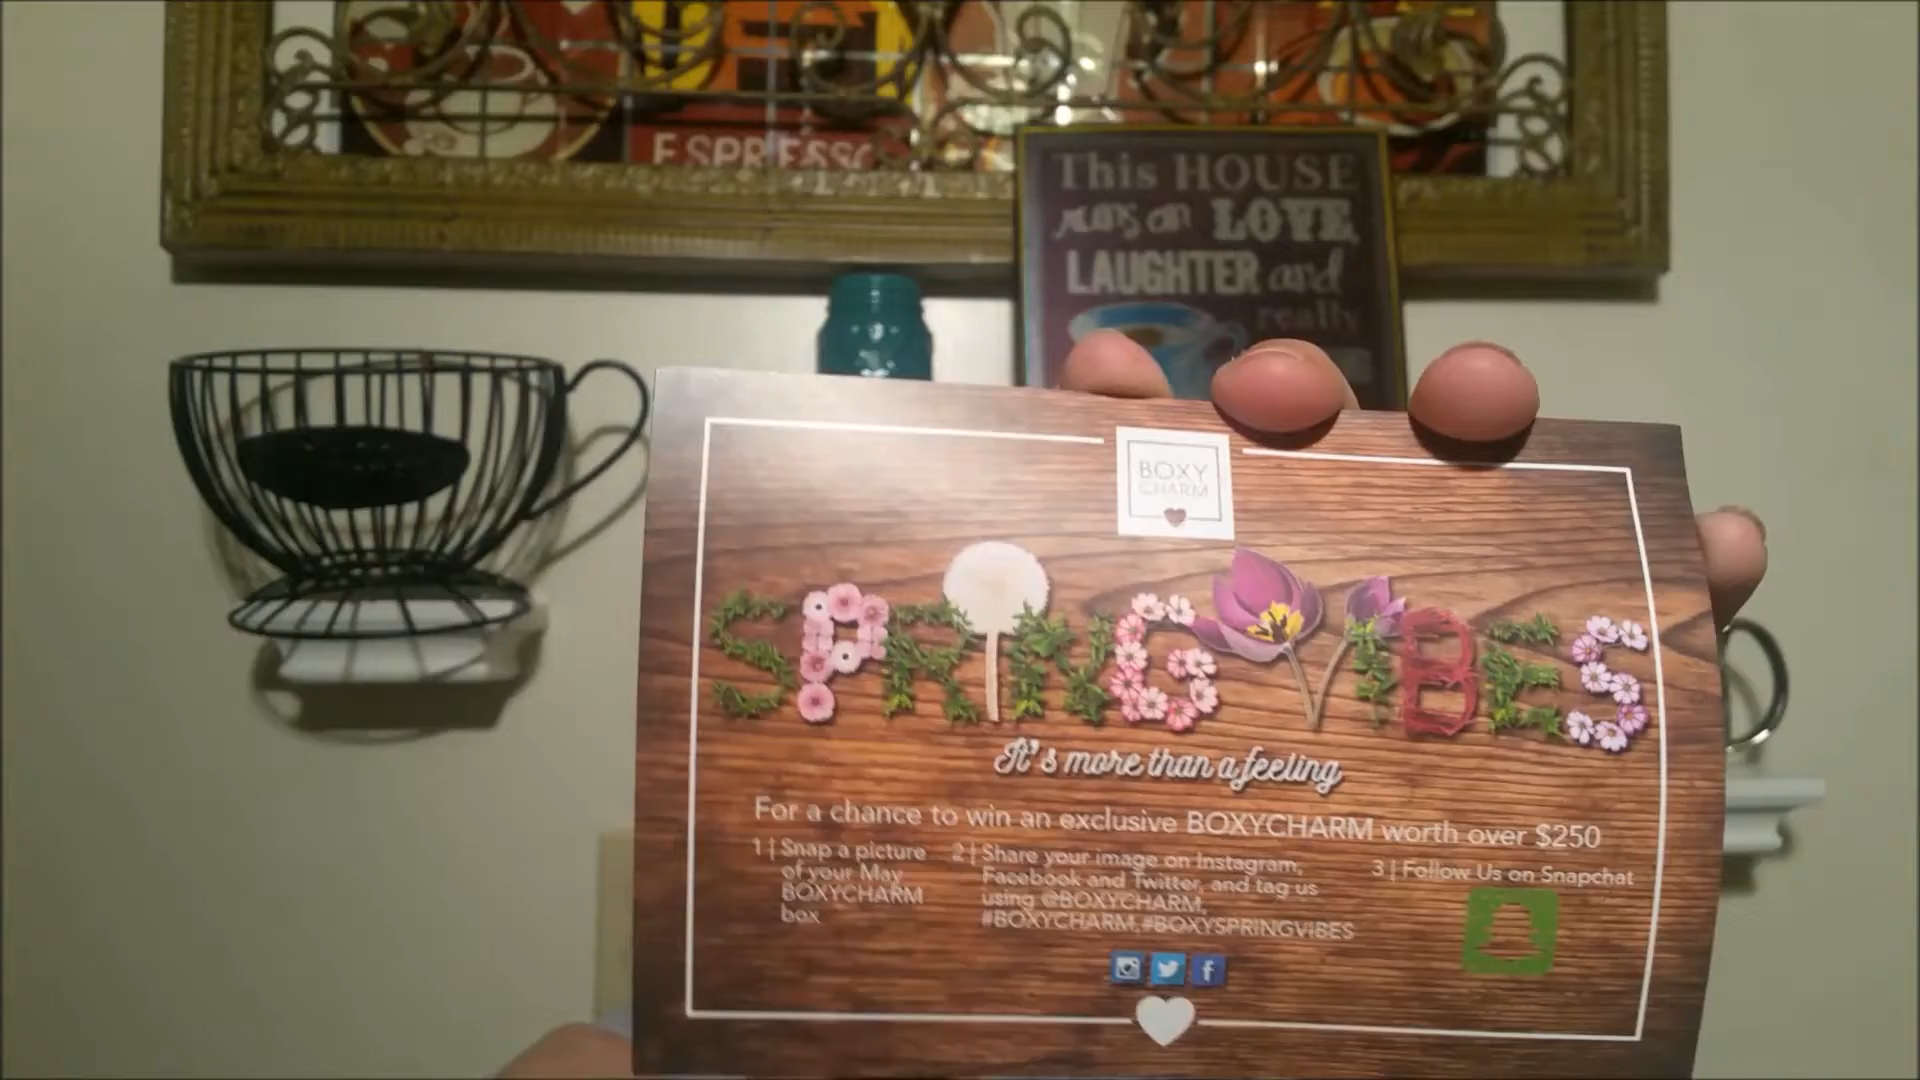 ESPRESSO
This HOUSE
runs on LOVE,
LAUGHTER and
really
BOXY
CHARM
SPRING VIBES
It's more than a feeling
For a chance to win an exclusive BOXYCHARM worth over $250
1 | Snap a picture
of your May
BOXYCHARM
box
2 | Share your image on Instagram,
Facebook and Twitter, and tag us
using @BOXYCHARM,
#BOXYCHARM,#BOXYSPRINGVIBES
3 | Follow Us on Snapchat